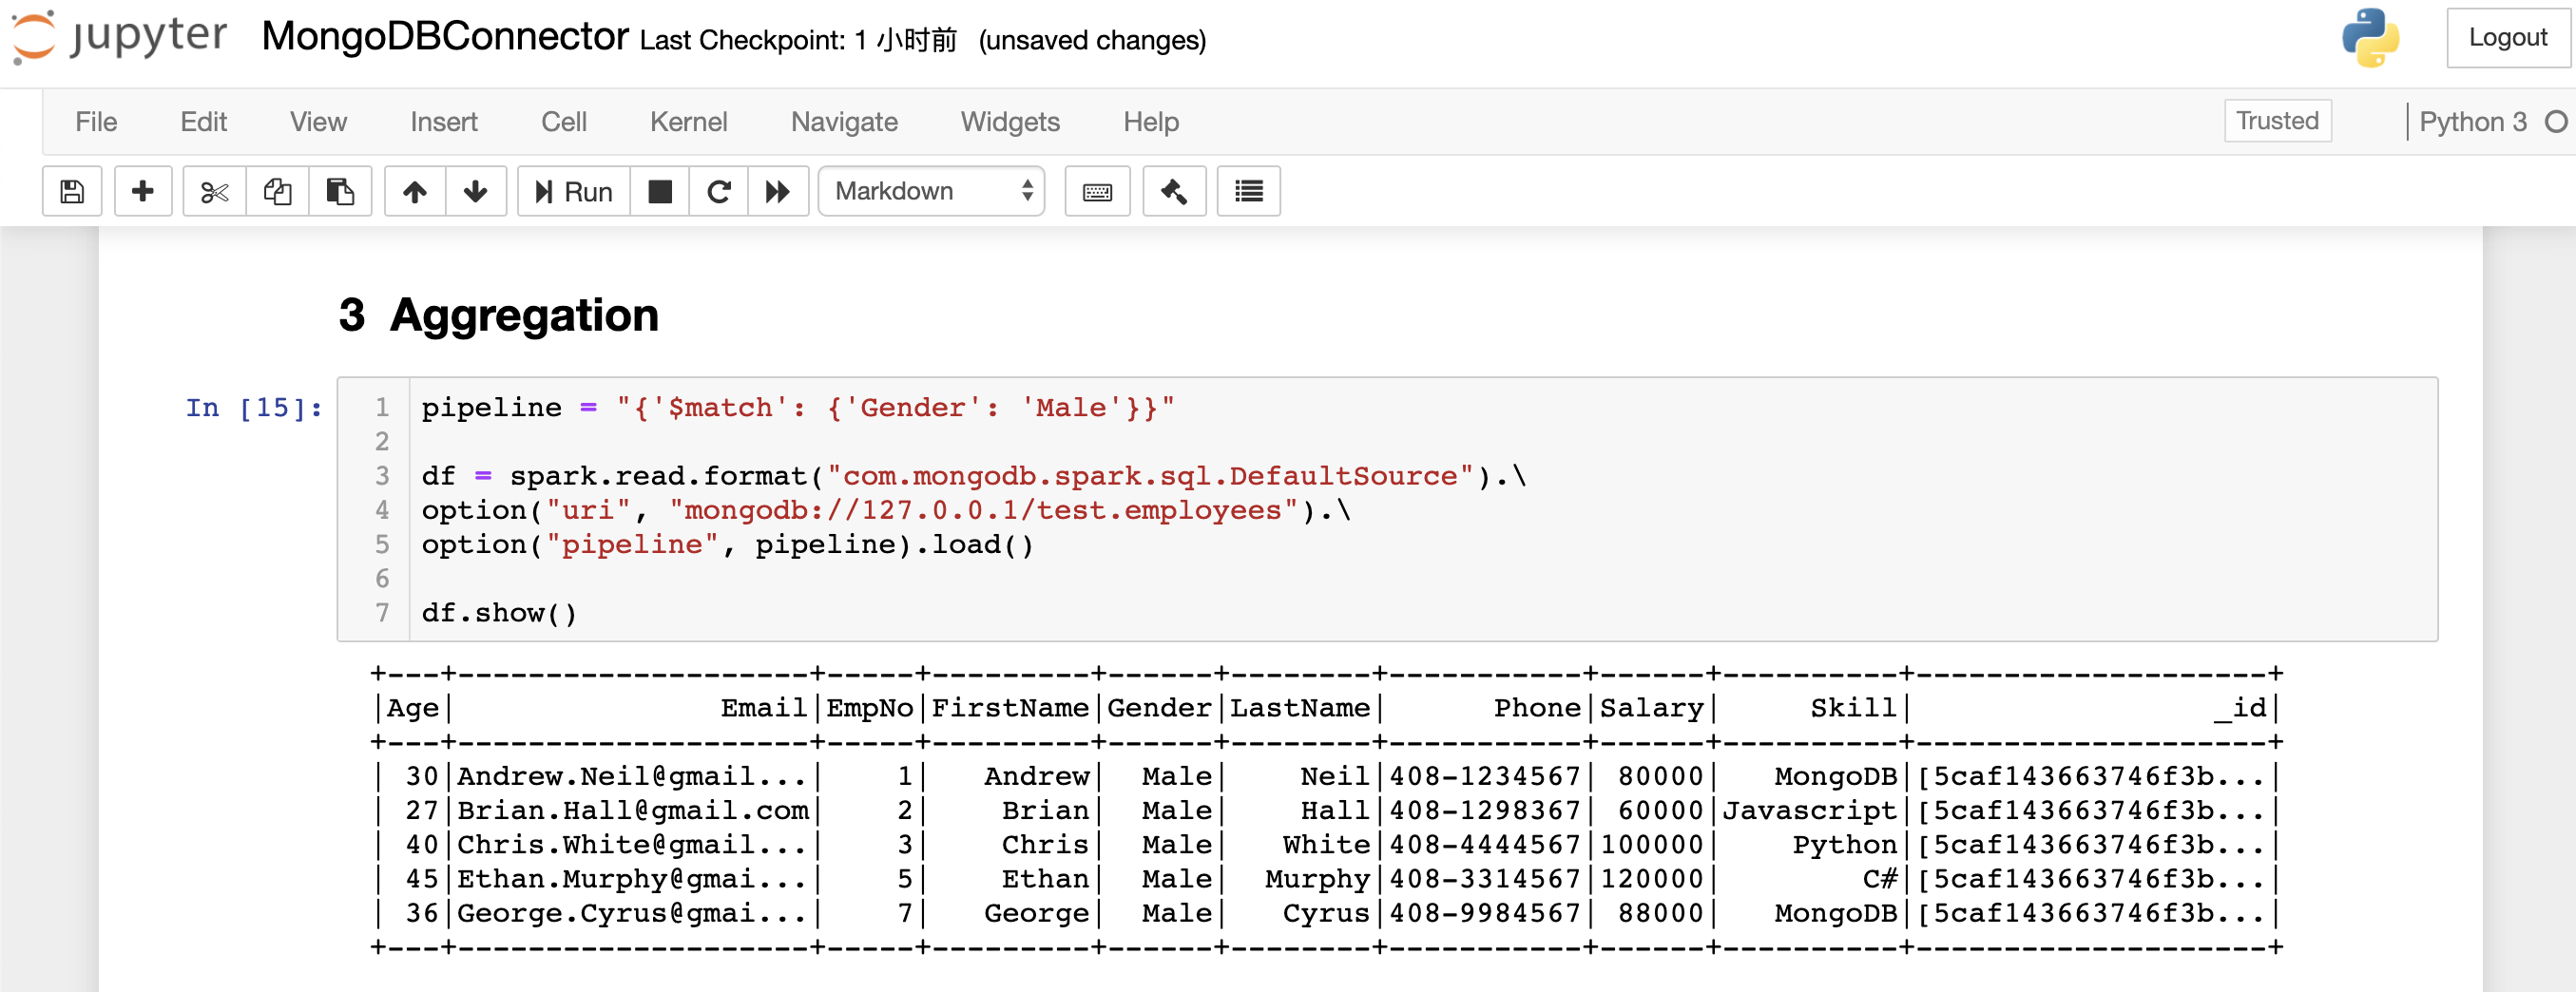 jupyter MongoDBConnector Last Checkpoint: 1 小时前 (unsaved changes) Logout
File Edit View Insert Cell Kernel Navigate Widgets Help Trusted Python 3
Run Markdown
3 Aggregation
In [15]: 1 pipeline = "{'$match': {'Gender': 'Male'}}"
2
3 df = spark.read.format("com.mongodb.spark.sql.DefaultSource").\
4 option("uri", "mongodb://127.0.0.1/test.employees").\
5 option("pipeline", pipeline).load()
6
7 df.show()
+---+--------------------+-----+---------+------+--------+-----------+------+----------+--------------------+
|Age|               Email|EmpNo|FirstName|Gender|LastName|      Phone|Salary|     Skill|                 _id|
+---+--------------------+-----+---------+------+--------+-----------+------+----------+--------------------+
| 30|Andrew.Neil@gmail...|    1|   Andrew|  Male|    Neil|408-1234567| 80000|   MongoDB|[5caf143663746f3b...|
| 27|Brian.Hall@gmail.com|    2|    Brian|  Male|    Hall|408-1298367| 60000|Javascript|[5caf143663746f3b...|
| 40|Chris.White@gmail...|    3|    Chris|  Male|   White|408-4444567|100000|    Python|[5caf143663746f3b...|
| 45|Ethan.Murphy@gmai...|    5|    Ethan|  Male|  Murphy|408-3314567|120000|        C#|[5caf143663746f3b...|
| 36|George.Cyrus@gmai...|    7|   George|  Male|   Cyrus|408-9984567| 88000|   MongoDB|[5caf143663746f3b...|
+---+--------------------+-----+---------+------+--------+-----------+------+----------+--------------------+